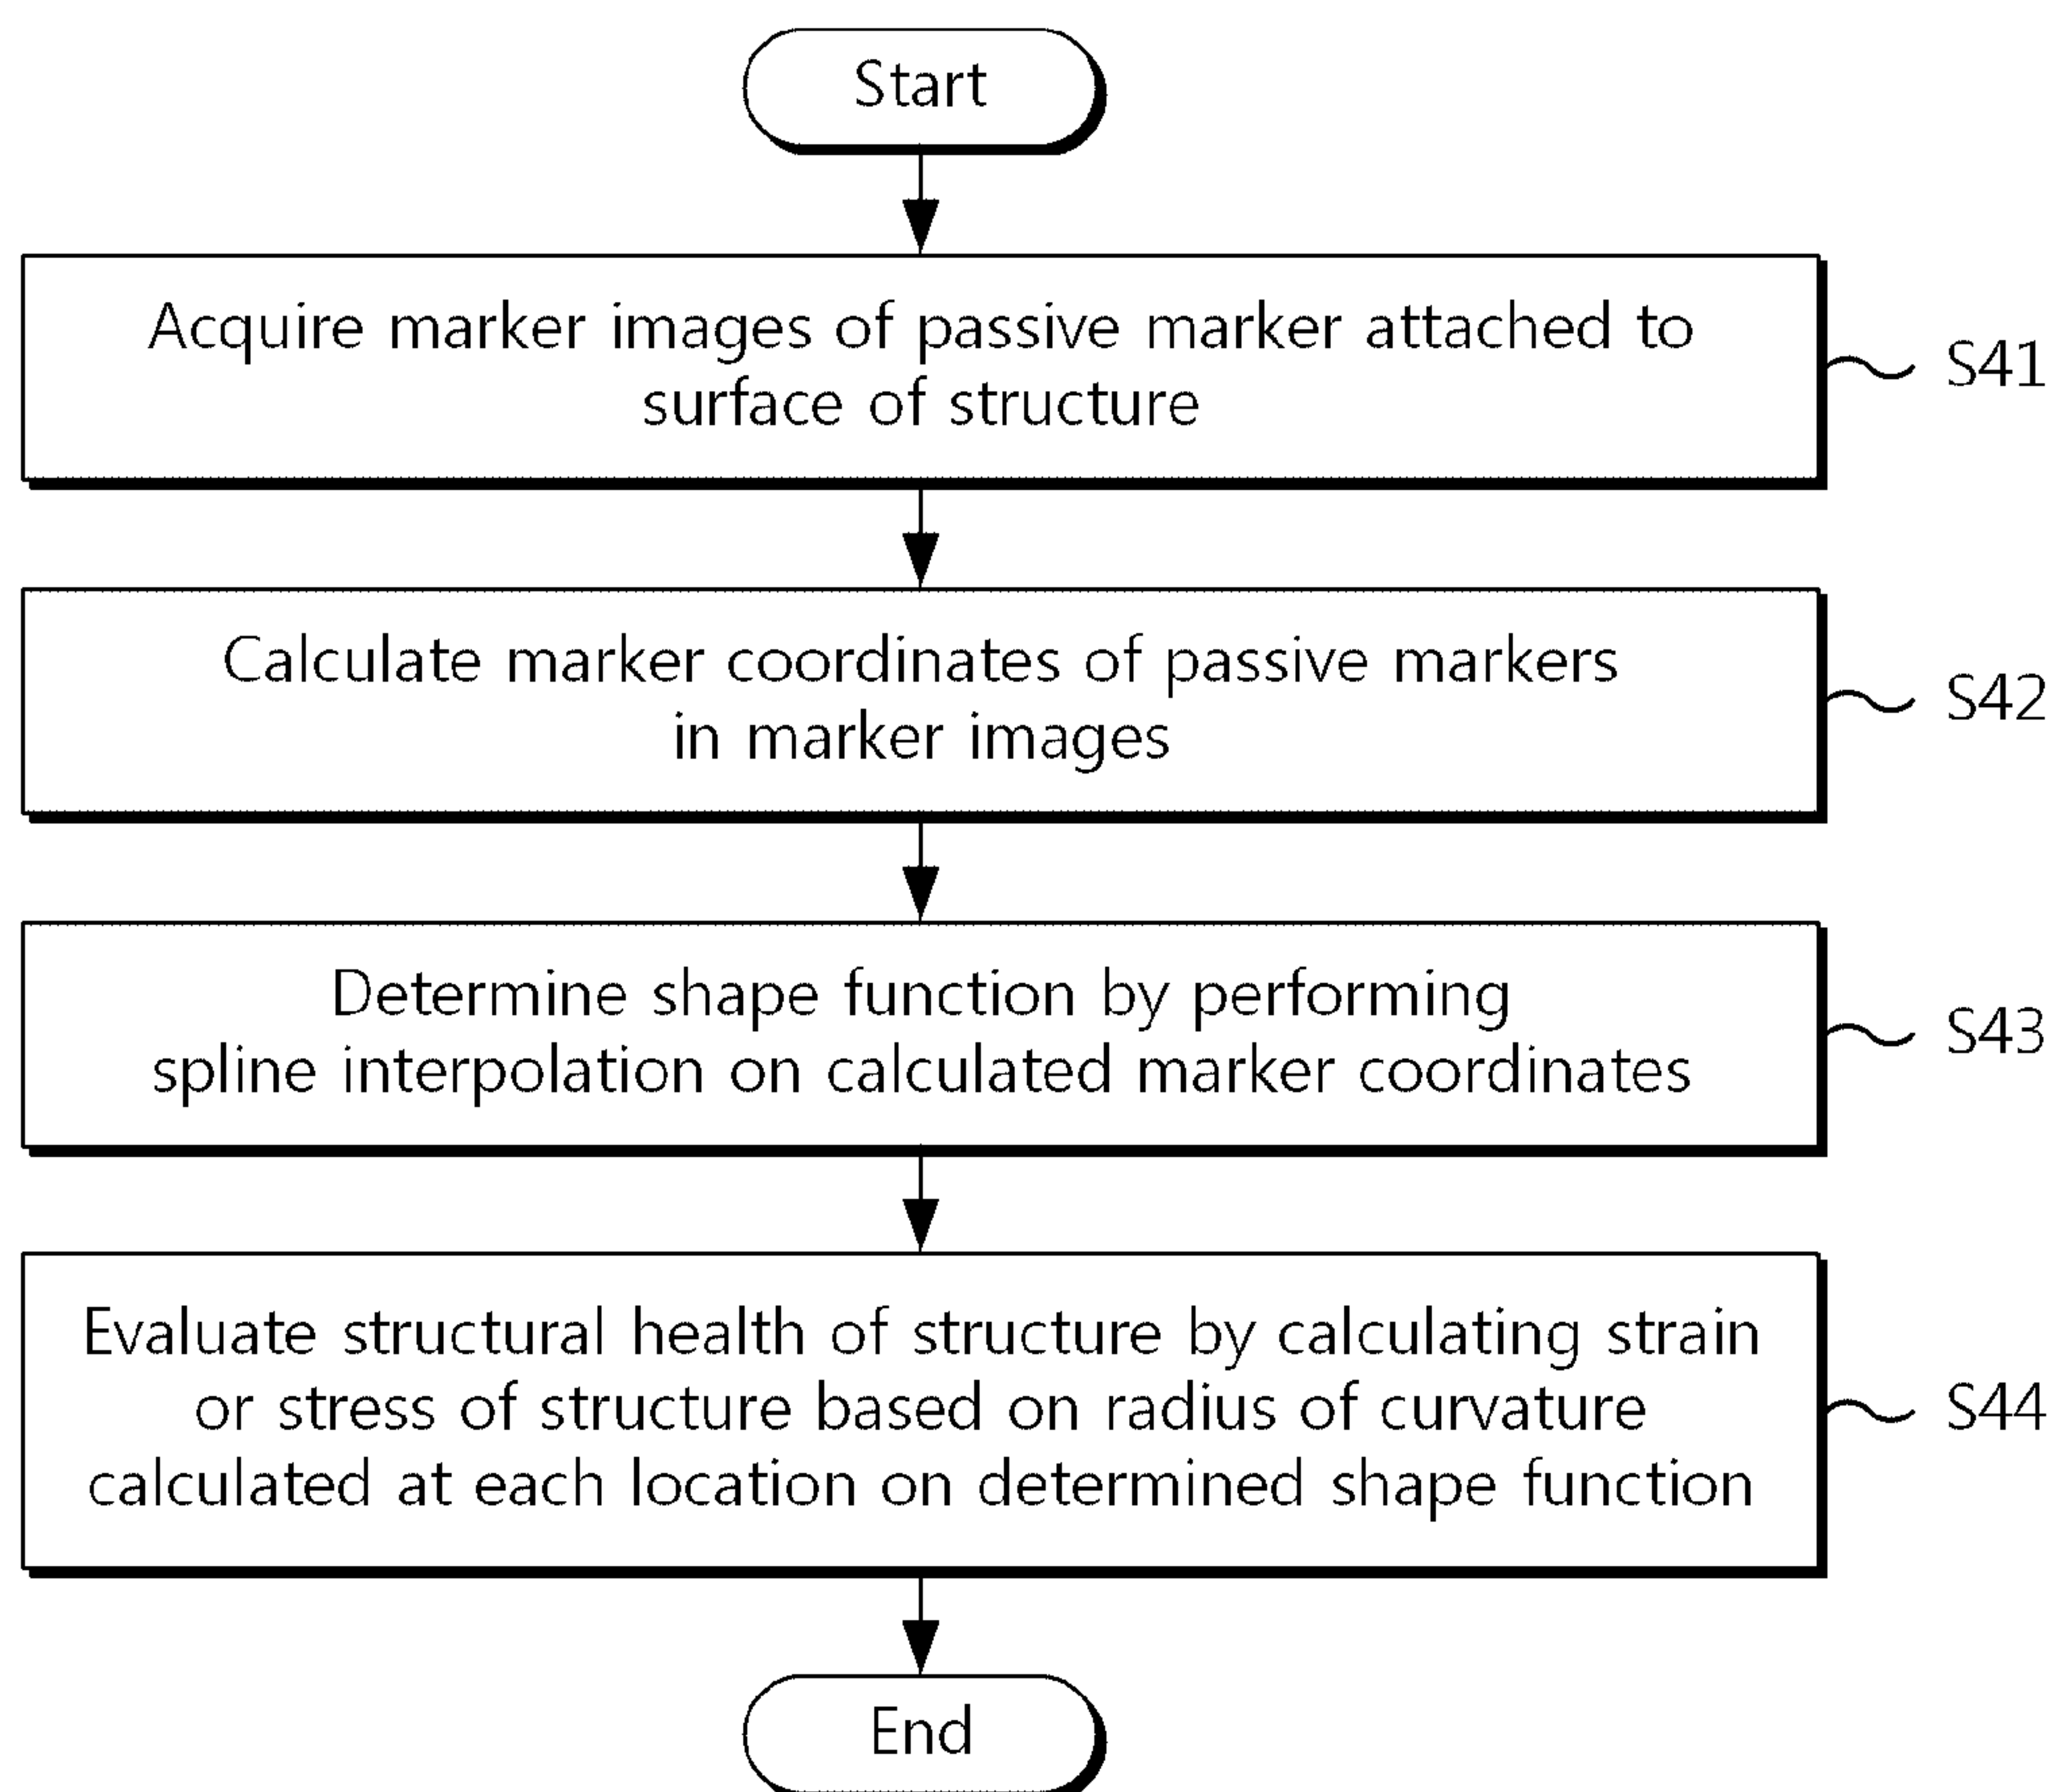 Start
Acquire marker images of passive marker attached to
surface of structure
S41
Calculate marker coordinates of passive markers
in marker images
S42
Determine shape function by performing
spline interpolation on calculated marker coordinates
S43
Evaluate structural health of structure by calculating strain
or stress of structure based on radius of curvature
calculated at each location on determined shape function
S44
End